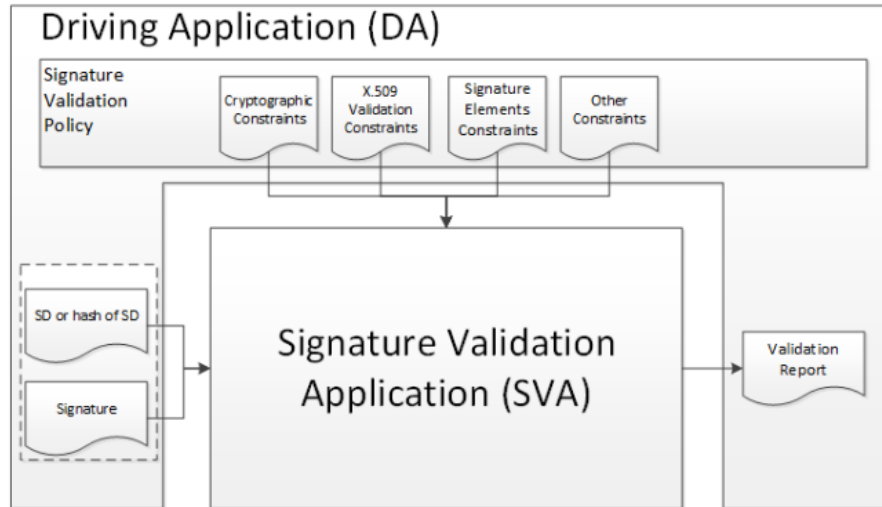 Driving Application (DA)
Signature
Validation
Policy
Cryptographic
Constraints
X.509
Validation
Constraints
Signature
Elements
Constraints
Other
Constraints
SD or hash of SD
Signature
Signature Validation
Application (SVA)
Validation
Report